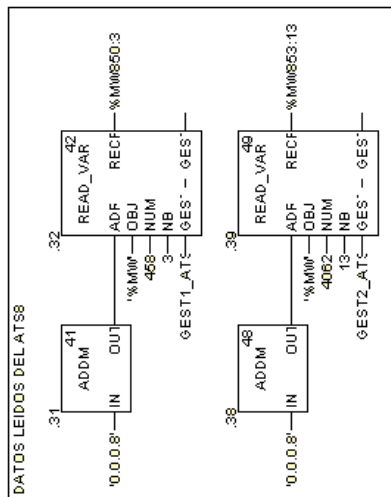 DATOS LEIDOS DEL ATS8
.31
41
ADDM
'0.0.0.8'
IN
OUT
.32
42
READ_VAR
ADR
RECP
%MW850:3
'%MW'
OBJ
458
NUM
3
NB
GEST1_ATS
GEST
GEST
.38
48
ADDM
'0.0.0.8'
IN
OUT
.39
49
READ_VAR
ADR
RECP
%MW853:13
'%MW'
OBJ
4062
NUM
13
NB
GEST2_ATS
GEST
GEST